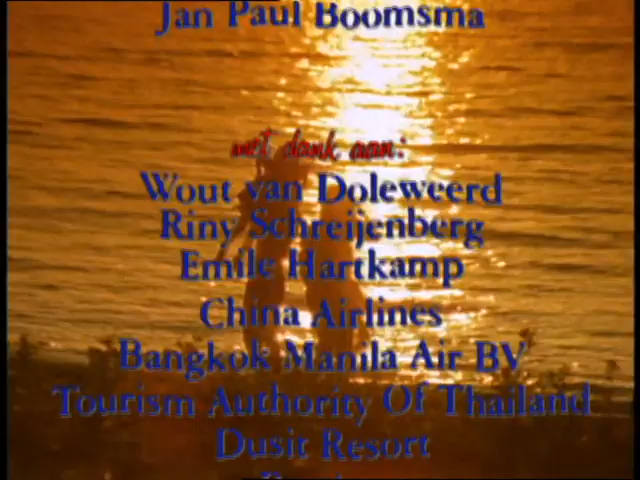 Jan Paul Boomsma
met dank aan:
Wout van Doleweerd
Riny Schreijenberg
Emile Hartkamp
China Airlines
Bangkok Manila Air BV
Tourism Authority Of Thailand
Dusit Resort